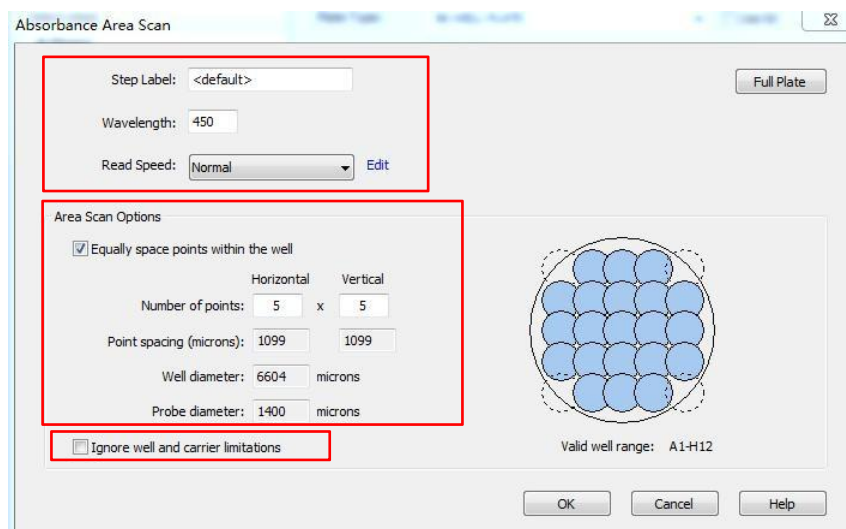 Absorbance Area Scan
Step Label: <default>
Full Plate
Wavelength: 450
Read Speed: Normal Edit
Area Scan Options
Equally space points within the well
Horizontal Vertical
Number of points: 5 x 5
Point spacing (microns): 1099 1099
Well diameter: 6604 microns
Probe diameter: 1400 microns
Ignore well and carrier limitations
Valid well range: A1-H12
OK Cancel Help